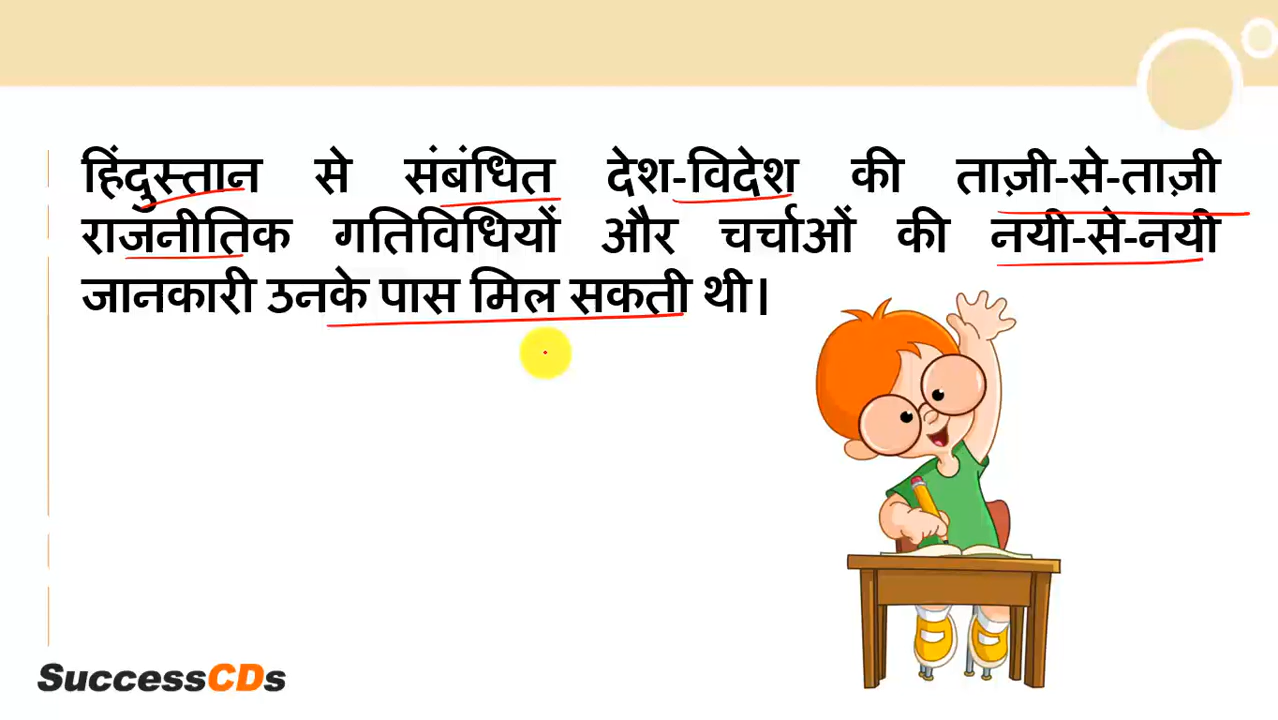 हिंदुस्तान से संबंधित देश-विदेश की ताज़ी-से-ताज़ी
राजनीतिक गतिविधियों और चर्चाओं की नयी-से-नयी
जानकारी उनके पास मिल सकती थी।
SuccessCDs